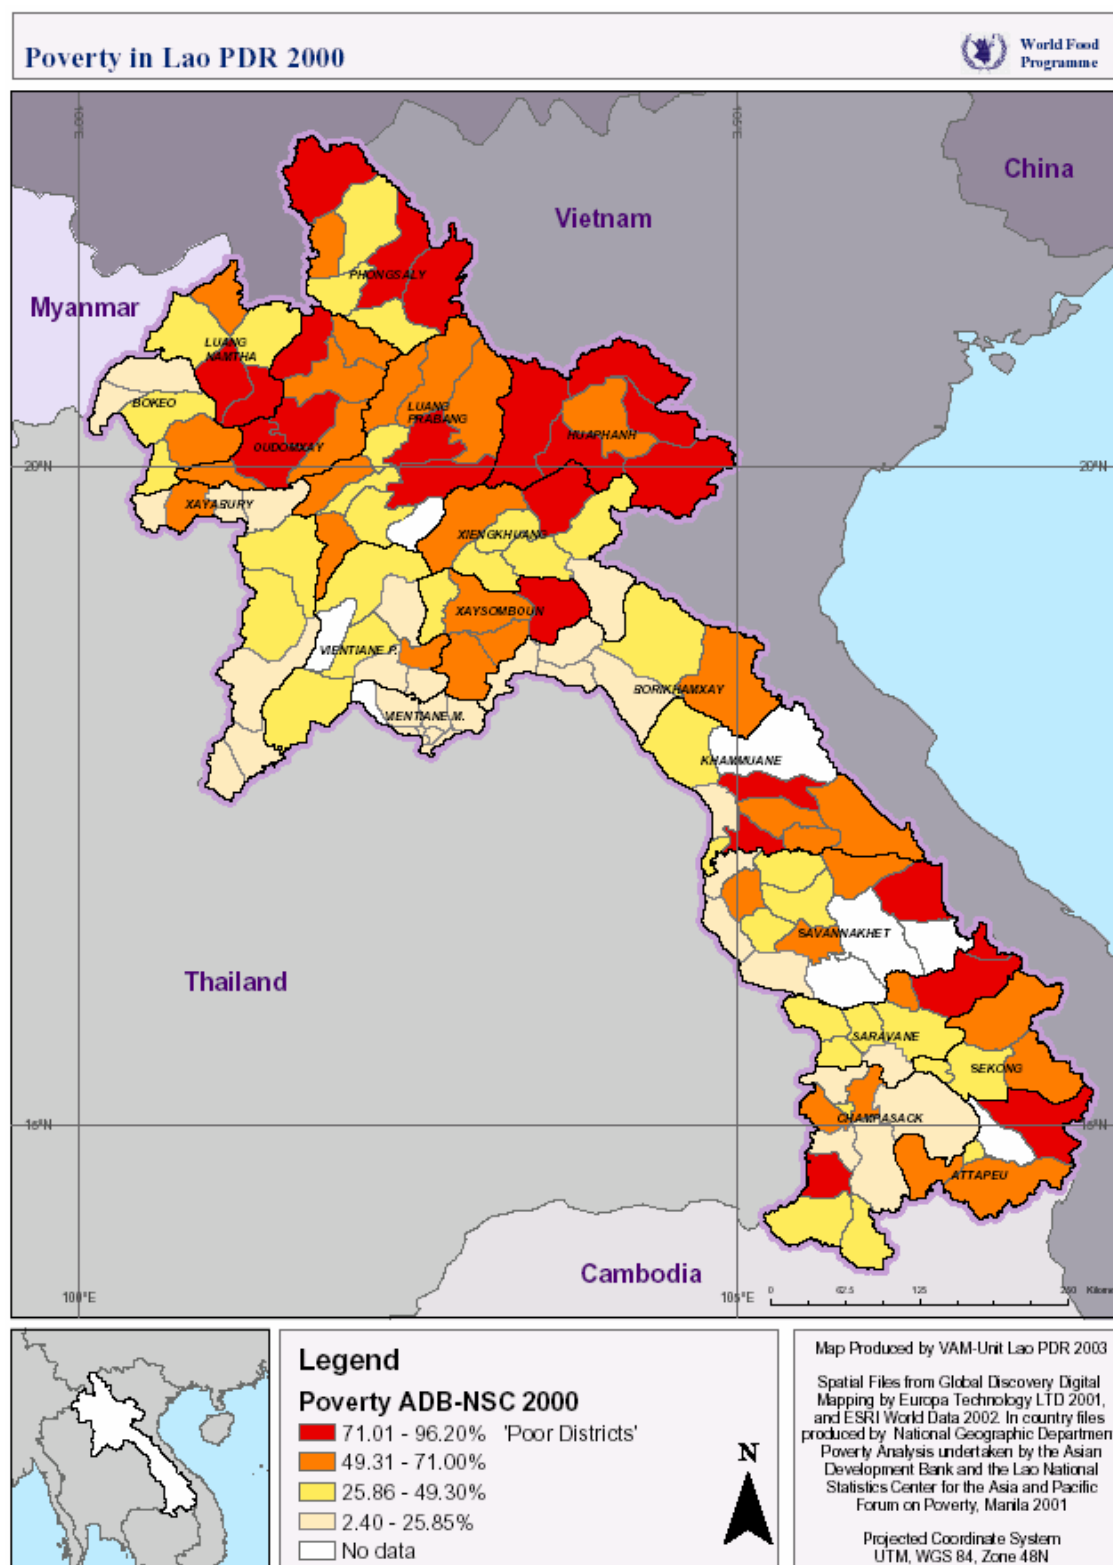 Poverty in Lao PDR 2000
World Food
Programme
100°E
105°E
China
Vietnam
Myanmar
PHONGSALY
LUANG
NAMTHA
BOKEO
LUANG
PRABANG
HUAPHANH
OUDOMXAY
20°N
20°N
XAYABURY
XIENGKHUANG
XAYSOMBOUN
VIENTIANE P.
BORIKHAMXAY
VIENTIANE M.
KHAMMUANE
SAVANNAKHET
Thailand
SARAVANE
SEKONG
CHAMPASACK
15°N
15°N
ATTAPEU
Cambodia
100°E
105°E
0 62.5 125 250 Kilome
Legend
Poverty ADB-NSC 2000
71.01 - 96.20% 'Poor Districts'
49.31 - 71.00%
25.86 - 49.30%
2.40 - 25.85%
No data
N
Map Produced by VAM-Unit Lao PDR 2003
Spatial Files from Global Discovery Digital
Mapping by Europa Technology LTD 2001,
and ESRI World Data 2002. In country files
produced by National Geographic Departmen
Poverty Analysis undertaken by the Asian
Development Bank and the Lao National
Statistics Center for the Asia and Pacific
Forum on Poverty, Manila 2001
Projected Coordinate System
UTM, WGS 84, Zone 48N